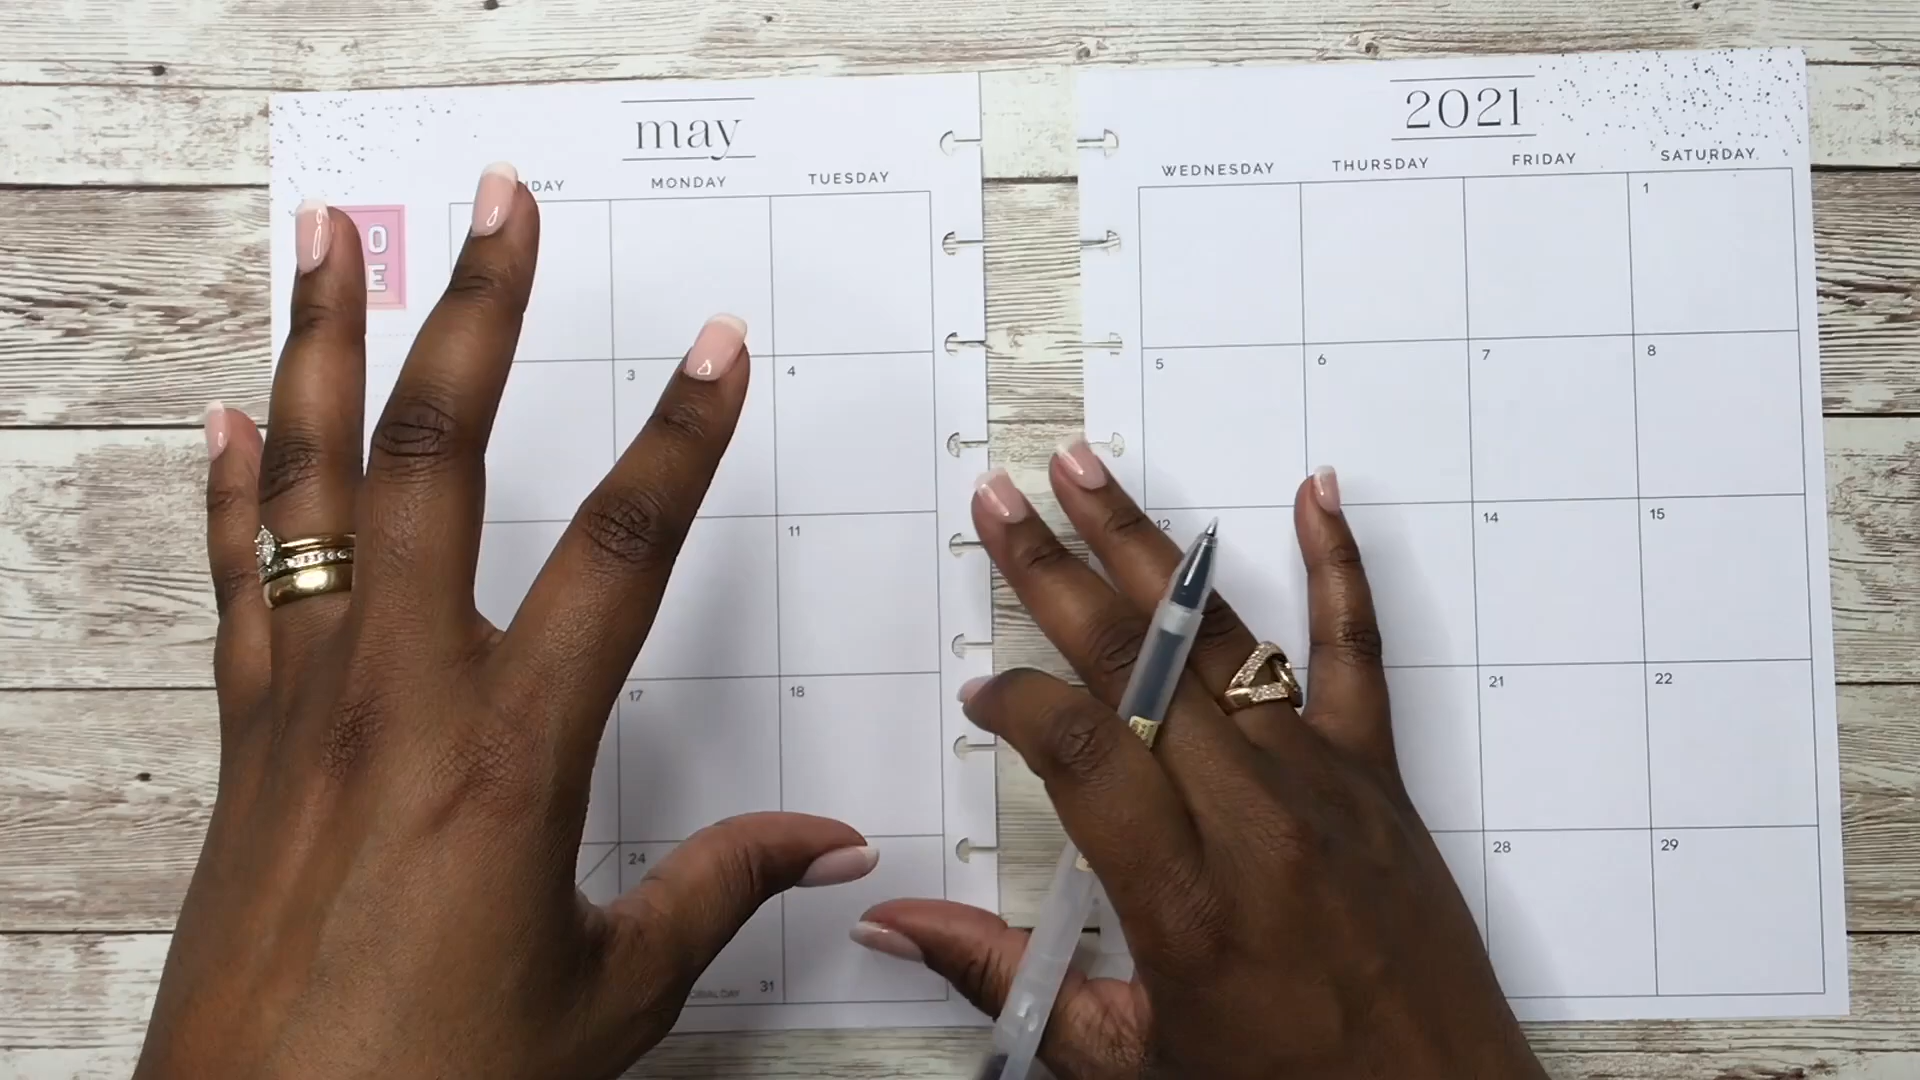 may
2021
MONDAY TUESDAY
WEDNESDAY THURSDAY FRIDAY SATURDAY
1
3 4
5 6 7 8
11
12 14 15
17 18
21 22
24
28 29
31